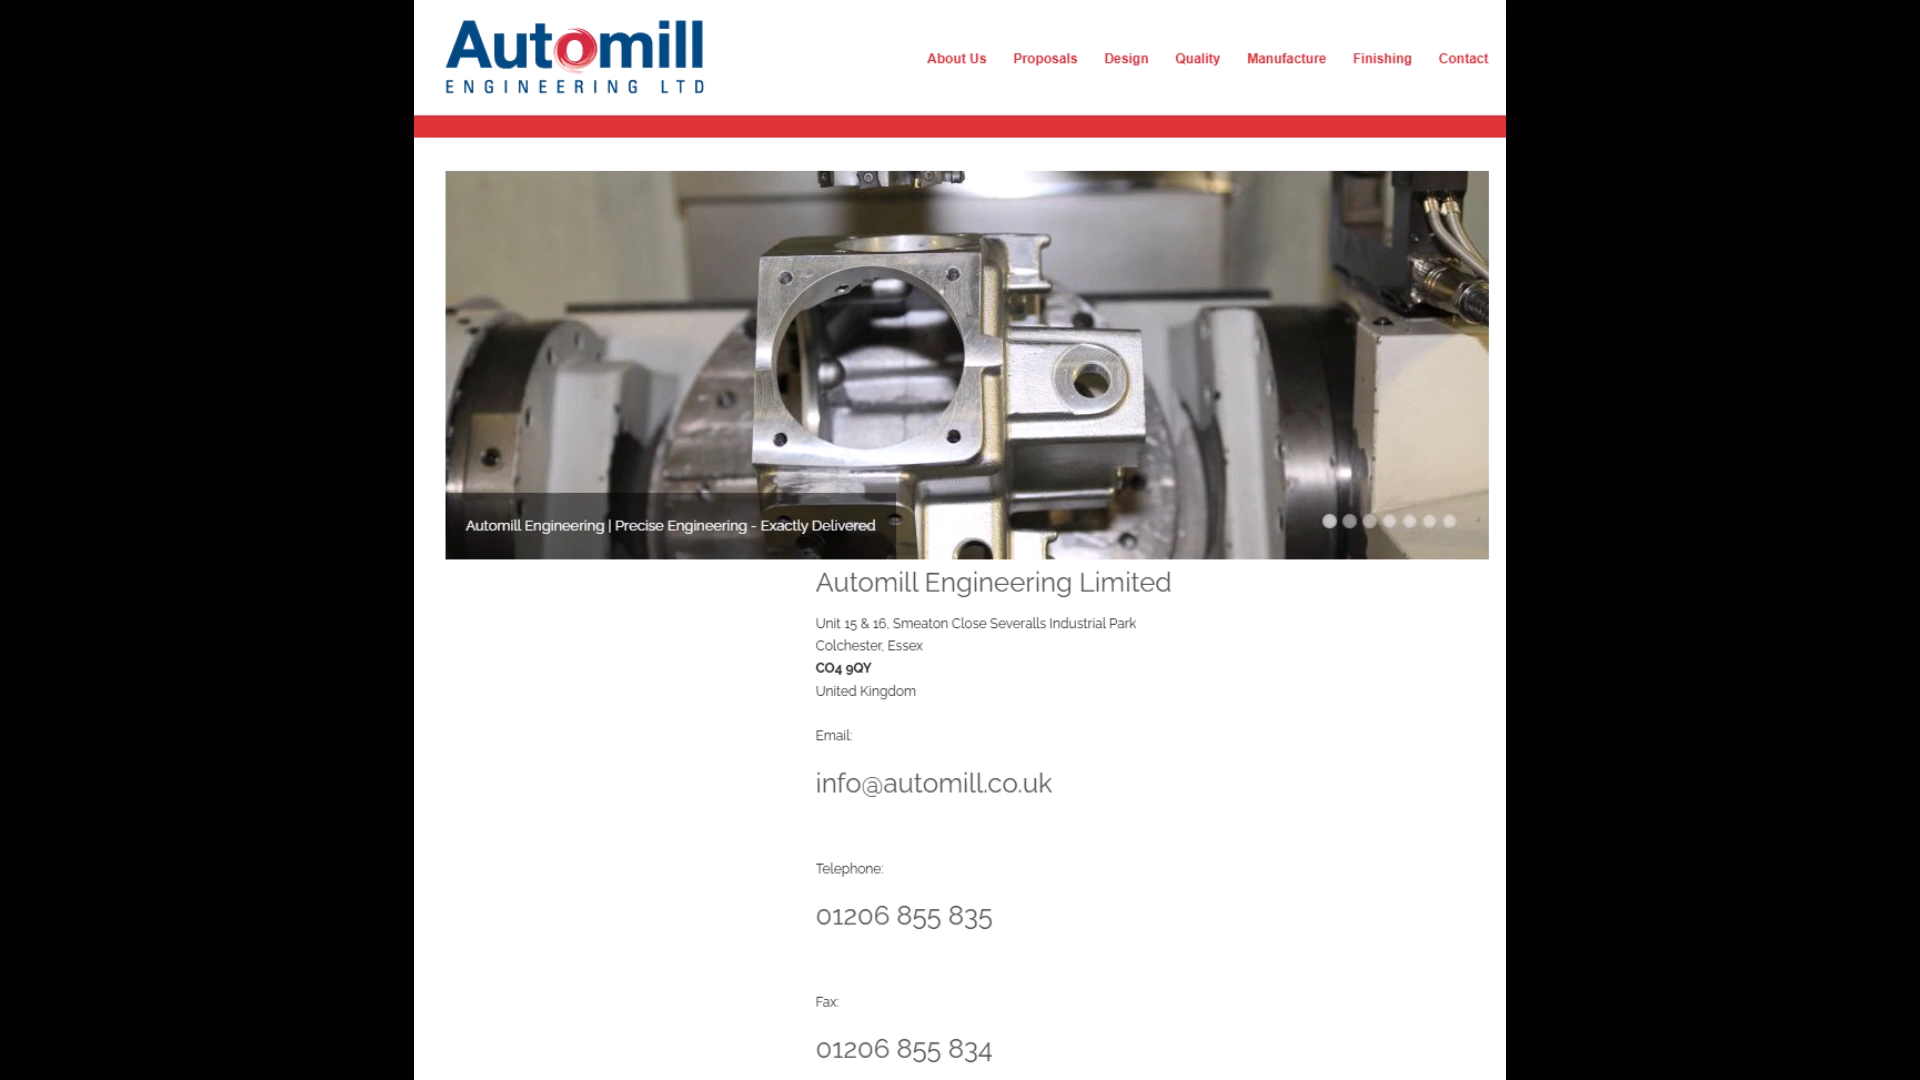 Automill
ENGINEERING LTD
About Us Proposals Design Quality Manufacture Finishing Contact
Automill Engineering | Precise Engineering - Exactly Delivered
Automill Engineering Limited
Unit 15 & 16, Smeaton Close Severalls Industrial Park
Colchester, Essex
CO4 9QY
United Kingdom
Email:
info@automill.co.uk
Telephone:
01206 855 835
Fax:
01206 855 834